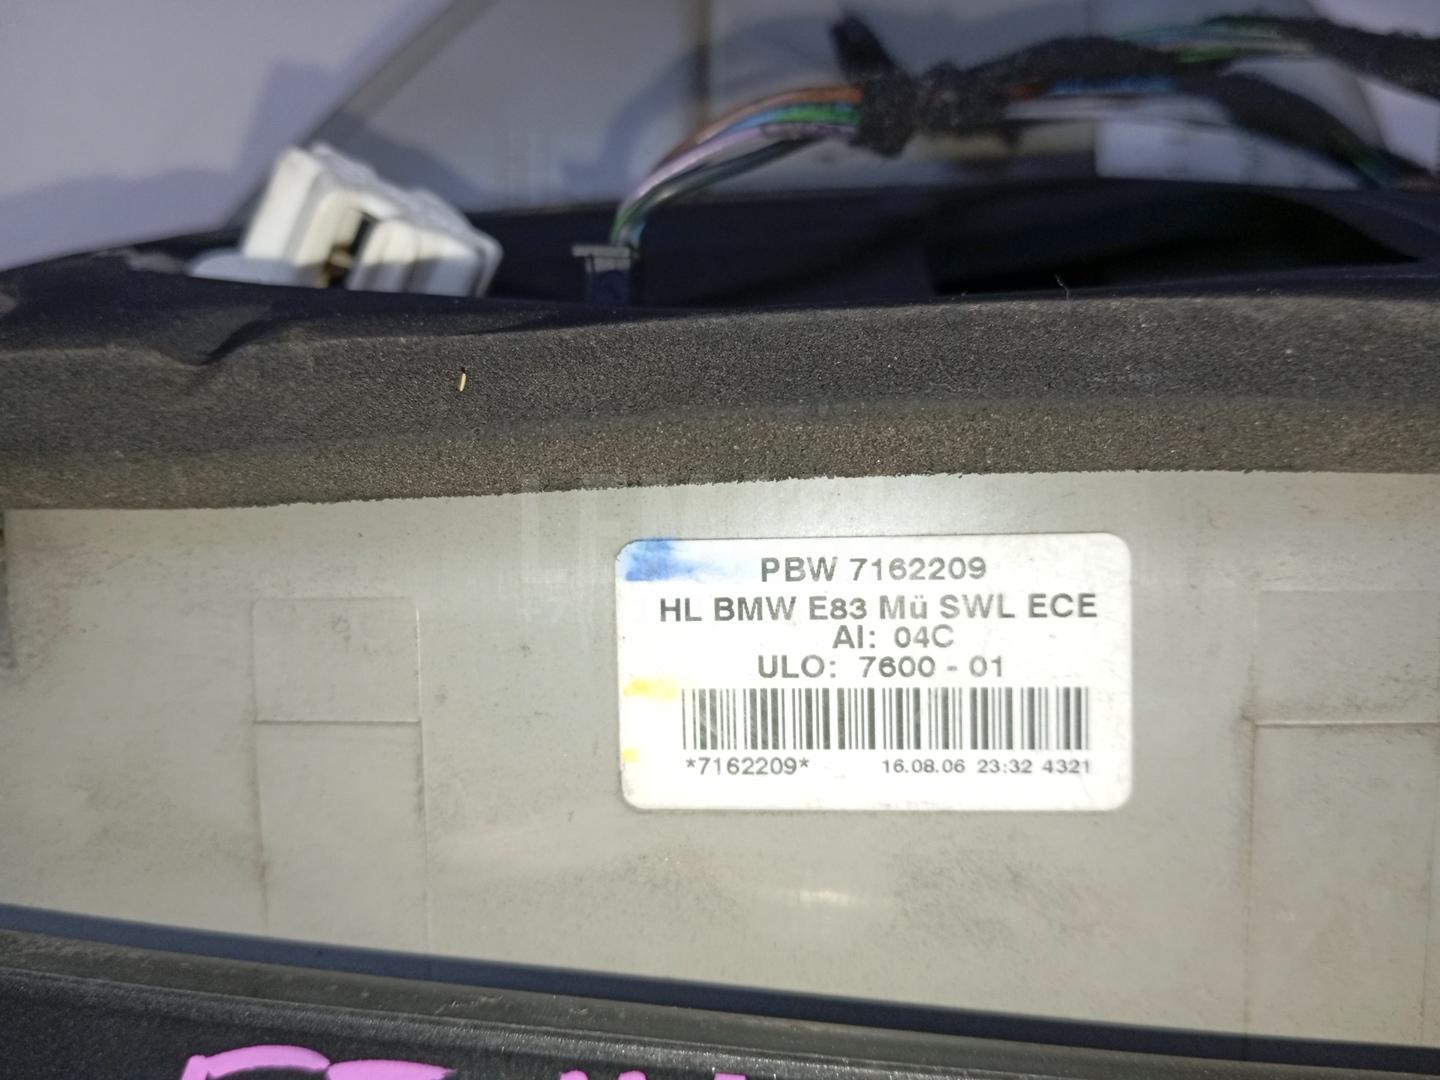 PBW 7162209
HL BMW E83 Mü SWL ECE
AI: 04C
ULO: 7600 - 01
*7162209* 16.08.06 23:32 4321